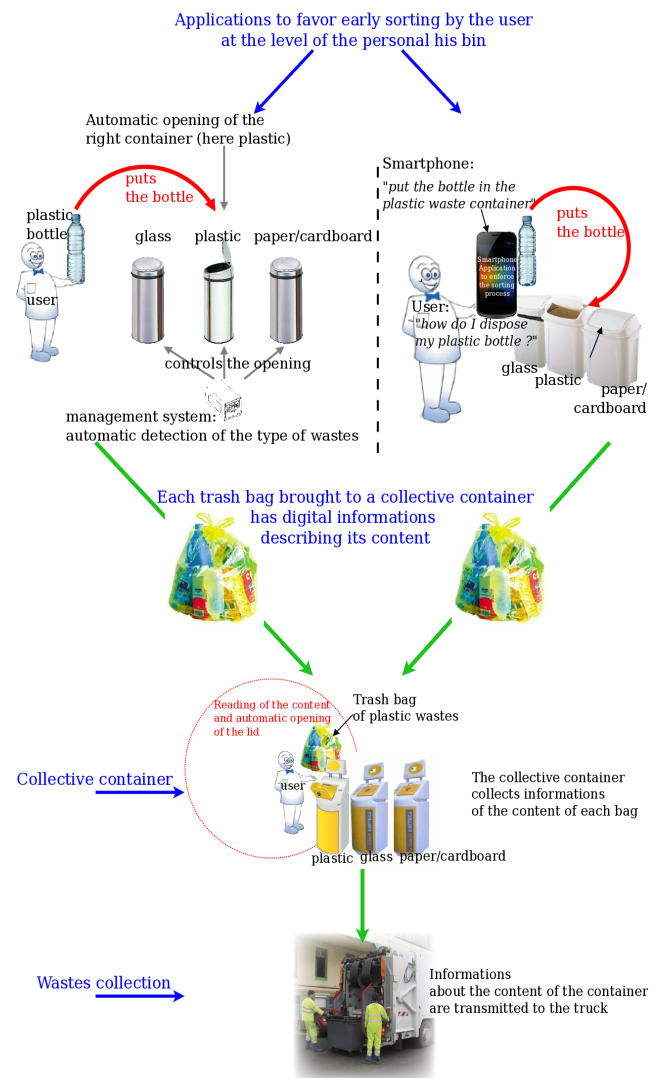 Applications to favor early sorting by the user
at the level of the personal his bin
Automatic opening of the
right container (here plastic)
puts
the bottle
plastic
bottle
user
glass
plastic
paper/cardboard
controls the opening
management system:
automatic detection of the type of wastes
Smartphone:
"put the bottle in the
plastic waste container"
puts
the bottle
Smartphone
Application
to enforce
the sorting
process
User:
"how do I dispose
my plastic bottle ?"
glass
plastic
paper/
cardboard
Each trash bag brought to a collective container
has digital informations
describing its content
Reading of the content
and automatic opening
of the lid
Trash bag
of plastic wastes
Collective container
user
plastic
glass
paper/cardboard
The collective container
collects informations
of the content of each bag
Wastes collection
Informations
about the content of the container
are transmitted to the truck